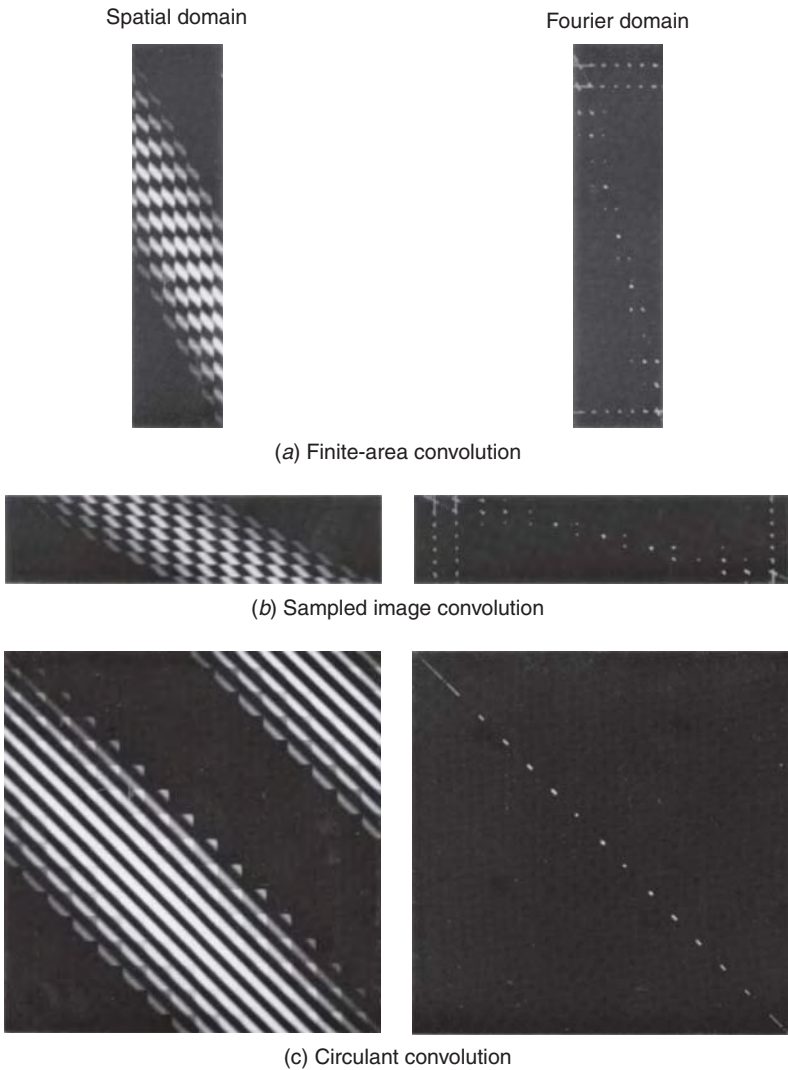 Spatial domain
Fourier domain
(a) Finite-area convolution
(b) Sampled image convolution
(c) Circulant convolution